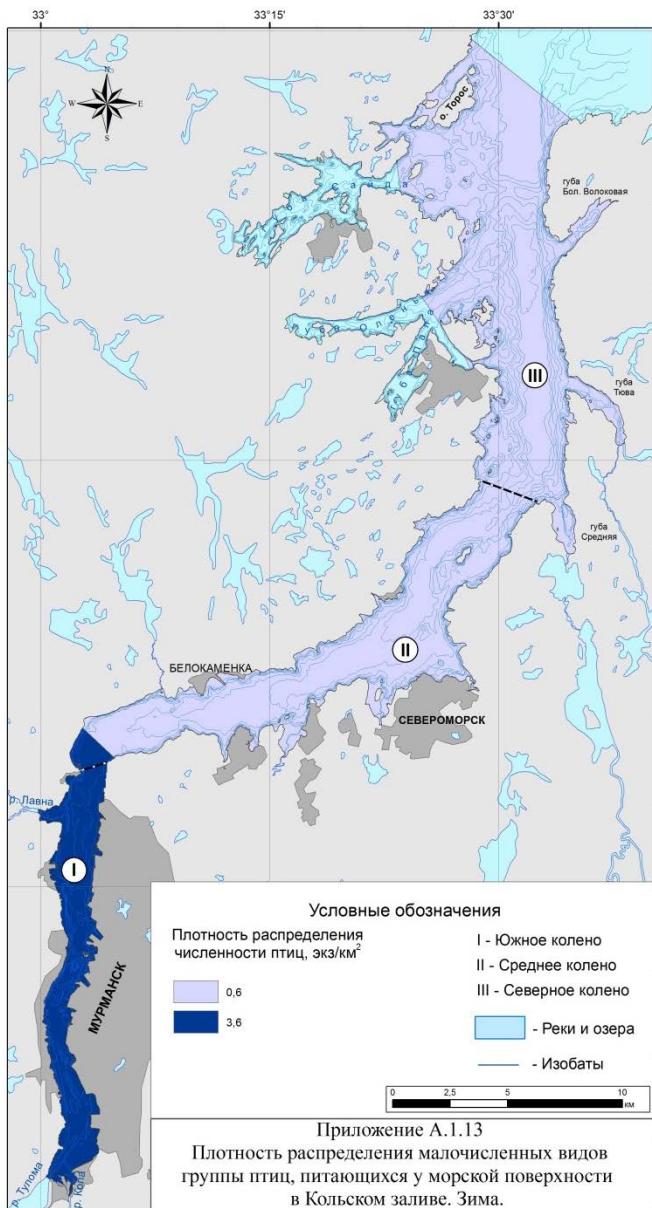 33°
33°15'
33°30'
N
W
E
S
о. Торос
губа Сайда
губа
Бол. Волоковая
III
губа
Тюва
губа
Средняя
II
БЕЛОКАМЕНКА
СЕВЕРОМОРСК
р. Лавна
I
МУРМАНСК
р. Тулома
р. Кола
Условные обозначения
Плотность распределения
численности птиц, экз/км²
0,6
3,6
I - Южное колено
II - Среднее колено
III - Северное колено
- Реки и озера
- Изобаты
0
2,5
5
10
км
Приложение А.1.13
Плотность распределения малочисленных видов
группы птиц, питающихся у морской поверхности
в Кольском заливе. Зима.